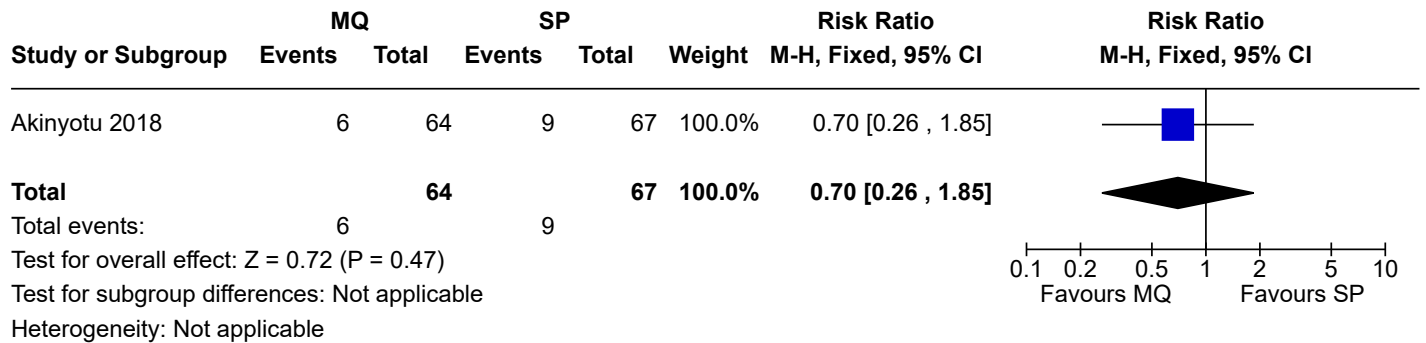 MQ SP Risk Ratio Risk Ratio
Study or Subgroup Events Total Events Total Weight M-H, Fixed, 95% CI M-H, Fixed, 95% CI
Akinyotu 2018 6 64 9 67 100.0% 0.70 [0.26 , 1.85]
Total 64 67 100.0% 0.70 [0.26 , 1.85]
Total events: 6 9
Test for overall effect: Z = 0.72 (P = 0.47)
Test for subgroup differences: Not applicable
Heterogeneity: Not applicable
0.1 0.2 0.5 1 2 5 10
Favours MQ Favours SP